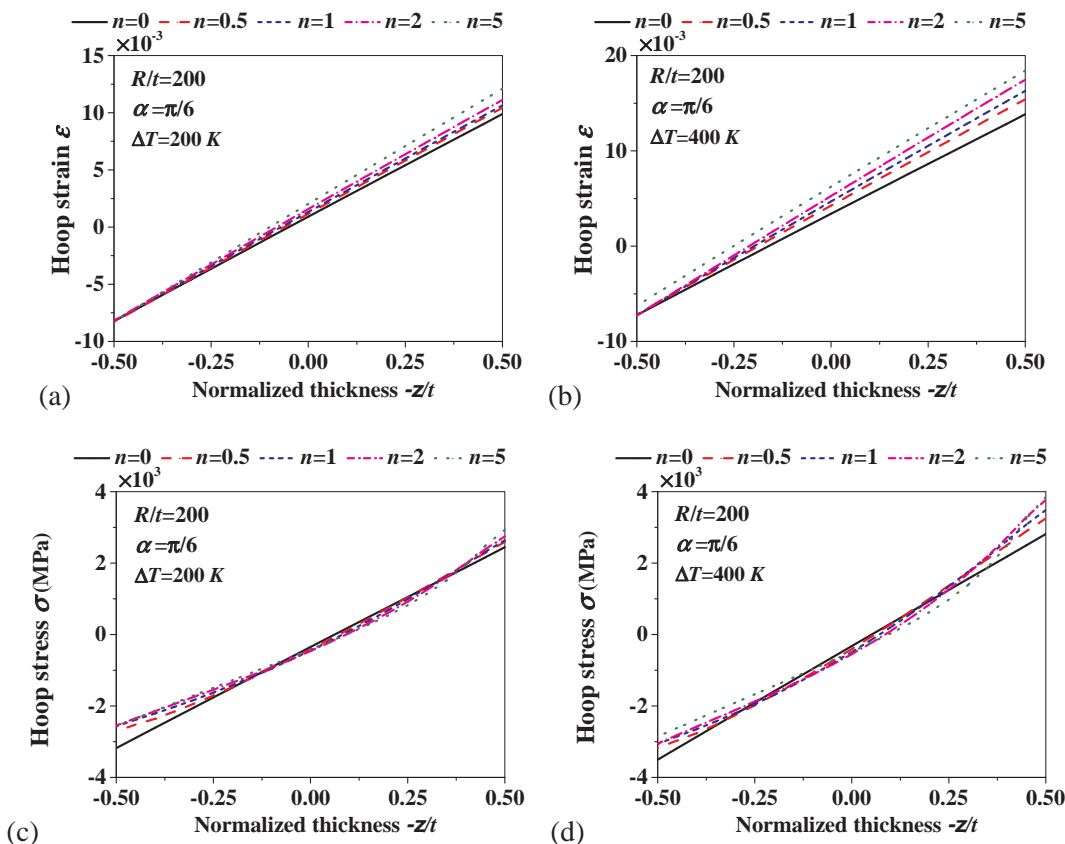 n=0 n=0.5 n=1 n=2 n=5
×10⁻³
15
10
5
0
-5
-10
Hoop strain ε
R/t=200
α=π/6
ΔT=200 K
-0.50 -0.25 0.00 0.25 0.50
Normalized thickness -z/t
(a)
n=0 n=0.5 n=1 n=2 n=5
×10⁻³
20
10
0
-10
Hoop strain ε
R/t=200
α=π/6
ΔT=400 K
-0.50 -0.25 0.00 0.25 0.50
Normalized thickness -z/t
(b)
n=0 n=0.5 n=1 n=2 n=5
×10³
4
2
0
-2
-4
Hoop stress σ(MPa)
R/t=200
α=π/6
ΔT=200 K
-0.50 -0.25 0.00 0.25 0.50
Normalized thickness -z/t
(c)
n=0 n=0.5 n=1 n=2 n=5
×10³
4
2
0
-2
-4
Hoop stress σ(MPa)
R/t=200
α=π/6
ΔT=400 K
-0.50 -0.25 0.00 0.25 0.50
Normalized thickness -z/t
(d)